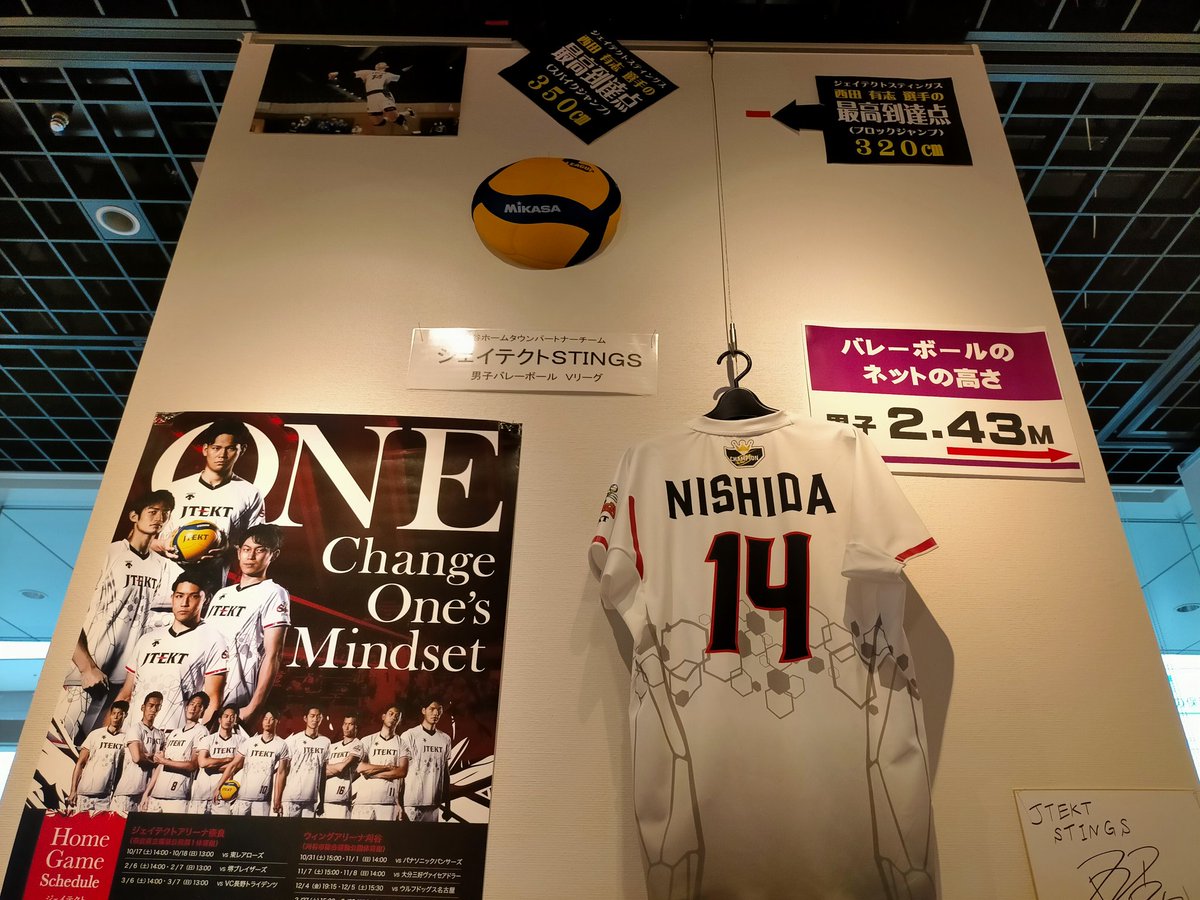 ジェイテクトスティングス
西田 有志 選手の
最高到達点
(スパイクジャンプ)
350cm
ジェイテクトスティングス
西田 有志 選手の
最高到達点
(ブロックジャンプ)
320cm
MIKASA
谷ホームタウンパートナーチーム
ジェイテクトSTINGS
男子バレーボール Vリーグ
バレーボールの
ネットの高さ
男子 2.43M
CHAMPION
NISHIDA
14
ONE
Change
One's
Mindset
JTEKT
JTEKT
JTEKT
JTEKT
JTEKT
Home
Game
Schedule
ジェイテクト
ジェイテクトアリーナ奈良
10/17(土)14:00・10/18(日)13:00 vs 東レアローズ
2/6(土)14:00・2/7(日)13:00 vs 堺ブレイザーズ
3/6(土)14:00・3/7(日)13:00 vs VC長野トライデンツ
ウィングアリーナ刈谷
10/31(土)15:00・11/1(日)14:00 vs パナソニックパンサーズ
11/7(土)15:00・11/8(日)14:00 vs 大分三好ヴァイセアドラー
12/4(金)19:15・12/5(土)15:30 vs ウルフドッグス名古屋
JTEKT
STINGS